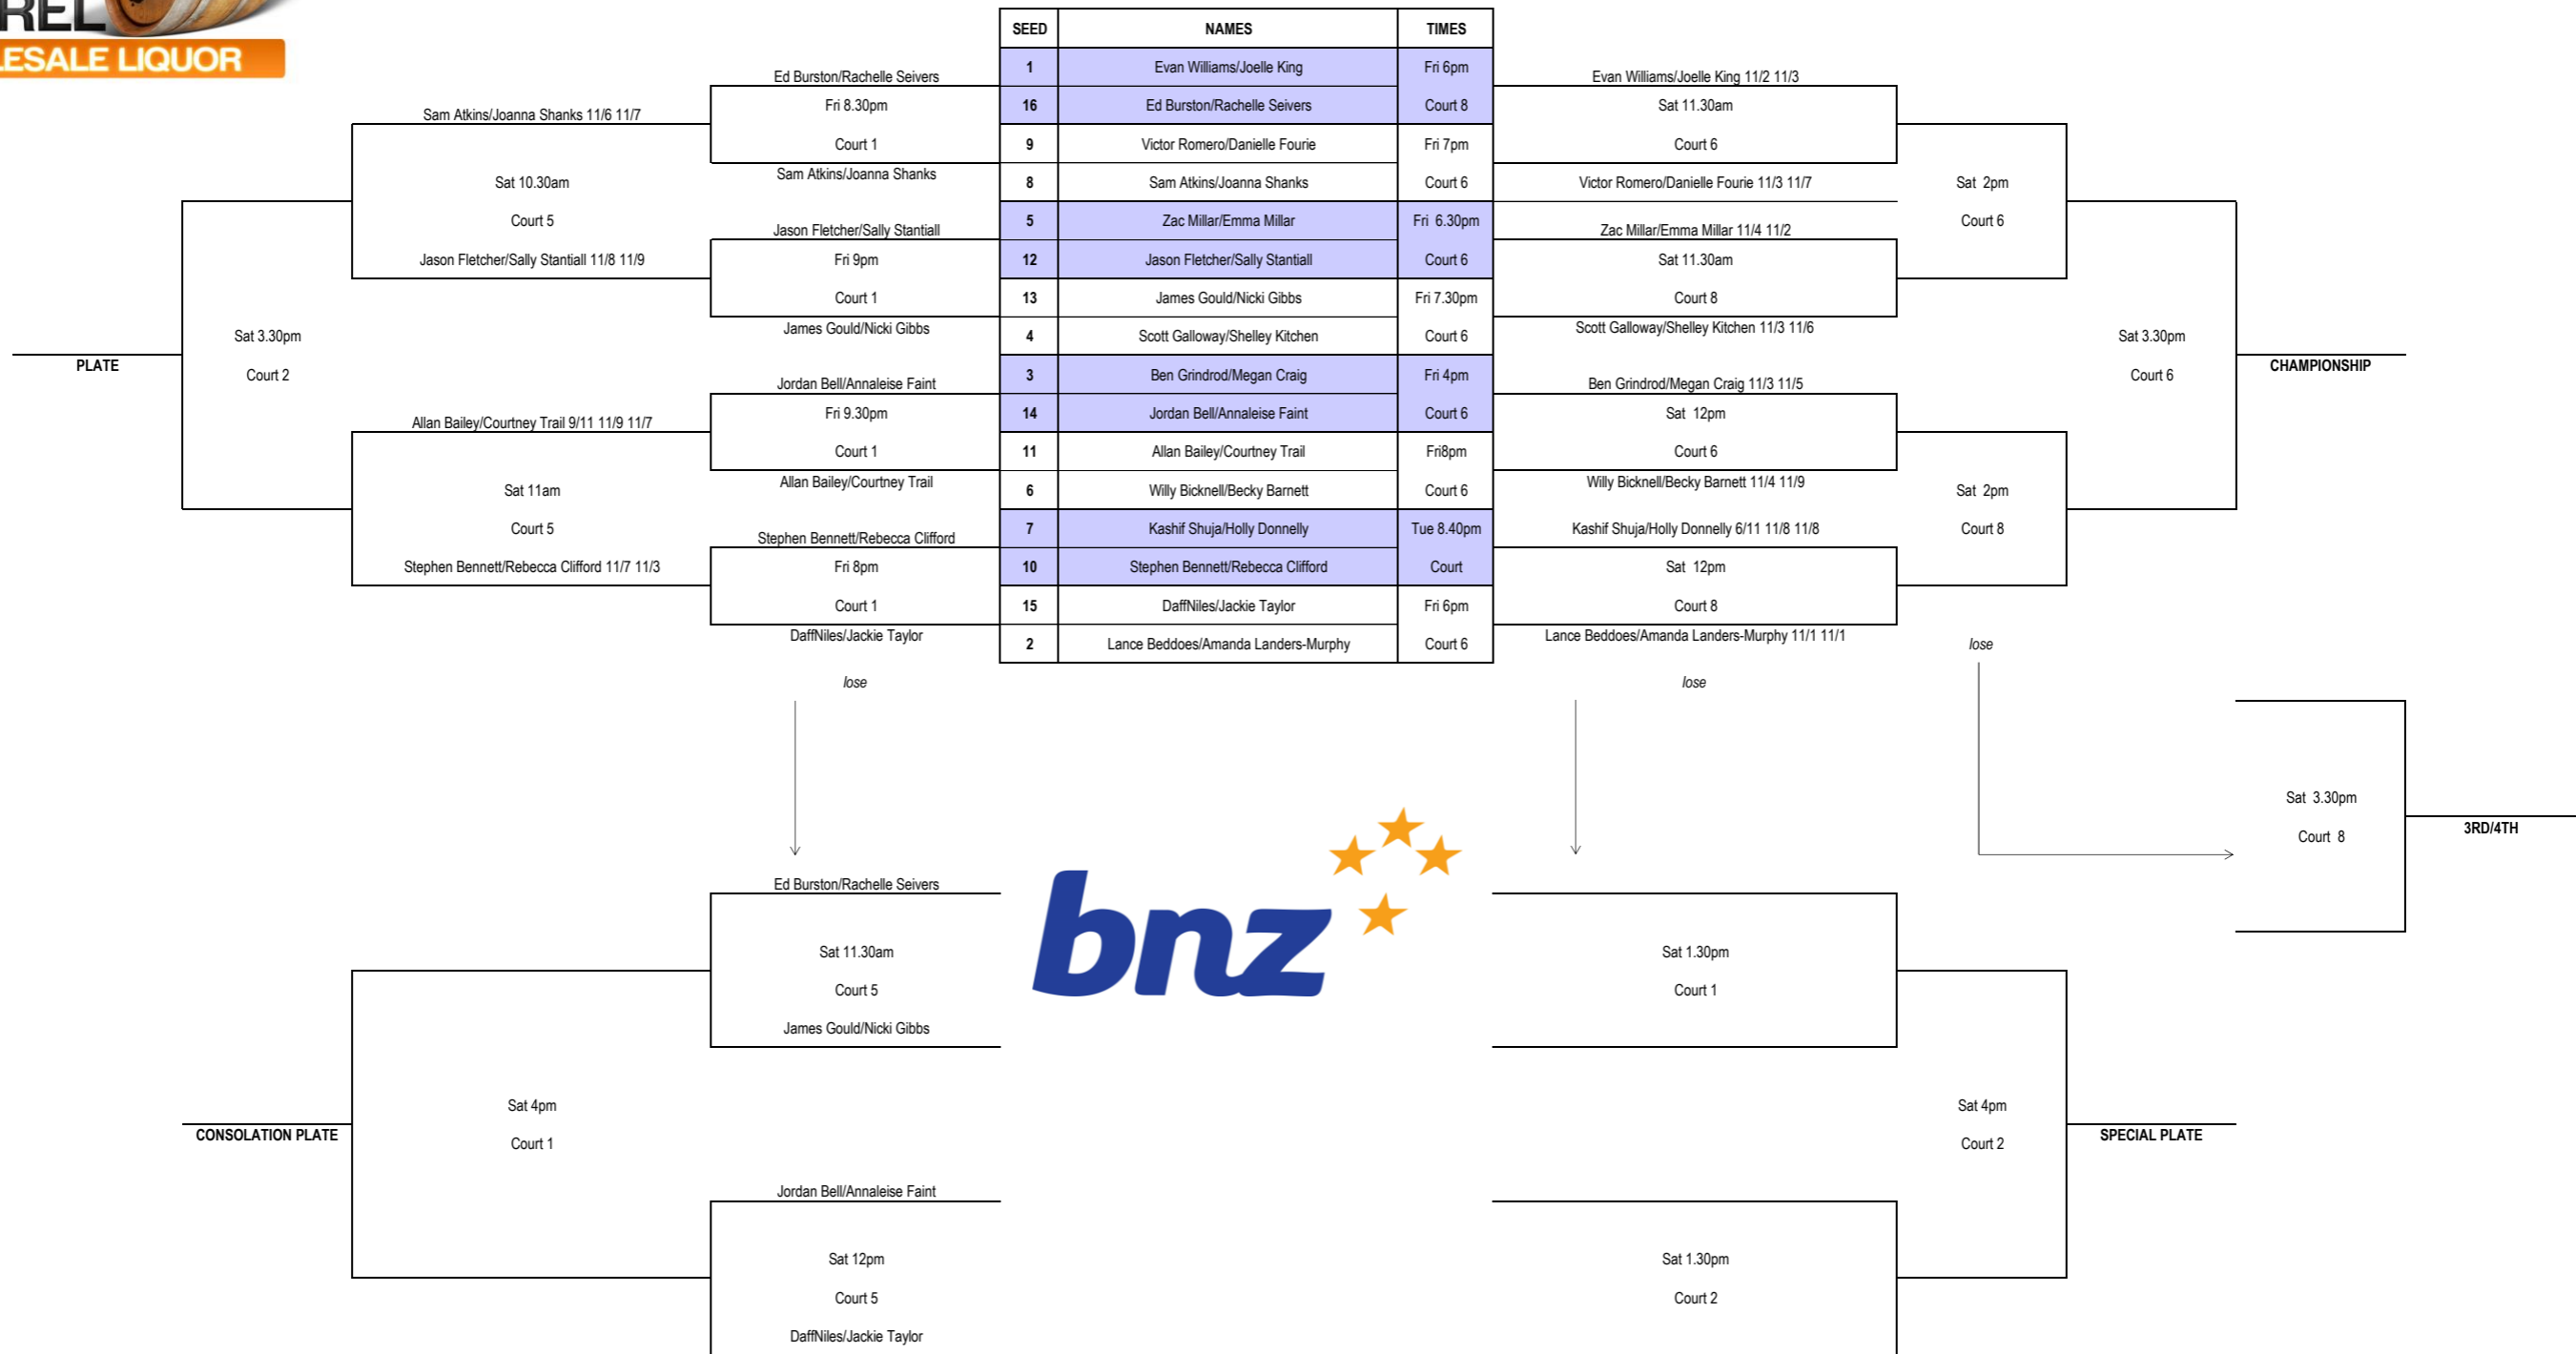 REL
LESALE LIQUOR
SEED NAMES TIMES
1 Evan Williams/Joelle King Fri 6pm
16 Ed Burston/Rachelle Seivers Court 8
9 Victor Romero/Danielle Fourie Fri 7pm
8 Sam Atkins/Joanna Shanks Court 6
5 Zac Millar/Emma Millar Fri 6.30pm
12 Jason Fletcher/Sally Stantiall Court 6
13 James Gould/Nicki Gibbs Fri 7.30pm
4 Scott Galloway/Shelley Kitchen Court 6
3 Ben Grindrod/Megan Craig Fri 4pm
14 Jordan Bell/Annaleise Faint Court 6
11 Allan Bailey/Courtney Trail Fri8pm
6 Willy Bicknell/Becky Barnett Court 6
7 Kashif Shuja/Holly Donnelly Tue 8.40pm
10 Stephen Bennett/Rebecca Clifford Court
15 DaffNiles/Jackie Taylor Fri 6pm
2 Lance Beddoes/Amanda Landers-Murphy Court 6
Ed Burston/Rachelle Seivers
Fri 8.30pm
Court 1
Sam Atkins/Joanna Shanks
Jason Fletcher/Sally Stantiall
Fri 9pm
Court 1
James Gould/Nicki Gibbs
Jordan Bell/Annaleise Faint
Fri 9.30pm
Court 1
Allan Bailey/Courtney Trail
Stephen Bennett/Rebecca Clifford
Fri 8pm
Court 1
DaffNiles/Jackie Taylor
lose
Sam Atkins/Joanna Shanks 11/6 11/7
Sat 10.30am
Court 5
Jason Fletcher/Sally Stantiall 11/8 11/9
Allan Bailey/Courtney Trail 9/11 11/9 11/7
Sat 11am
Court 5
Stephen Bennett/Rebecca Clifford 11/7 11/3
Sat 3.30pm
Court 2
PLATE
Evan Williams/Joelle King 11/2 11/3
Sat 11.30am
Court 6
Victor Romero/Danielle Fourie 11/3 11/7
Zac Millar/Emma Millar 11/4 11/2
Sat 11.30am
Court 8
Scott Galloway/Shelley Kitchen 11/3 11/6
Ben Grindrod/Megan Craig 11/3 11/5
Sat 12pm
Court 6
Willy Bicknell/Becky Barnett 11/4 11/9
Kashif Shuja/Holly Donnelly 6/11 11/8 11/8
Sat 12pm
Court 8
Lance Beddoes/Amanda Landers-Murphy 11/1 11/1
lose
Sat 2pm
Court 6
Sat 2pm
Court 8
lose
Sat 3.30pm
Court 6
CHAMPIONSHIP
Sat 3.30pm
Court 8
3RD/4TH
Ed Burston/Rachelle Seivers
Sat 11.30am
Court 5
James Gould/Nicki Gibbs
Sat 4pm
Court 1
CONSOLATION PLATE
Jordan Bell/Annaleise Faint
Sat 12pm
Court 5
DaffNiles/Jackie Taylor
bnz
Sat 1.30pm
Court 1
Sat 4pm
Court 2
SPECIAL PLATE
Sat 1.30pm
Court 2